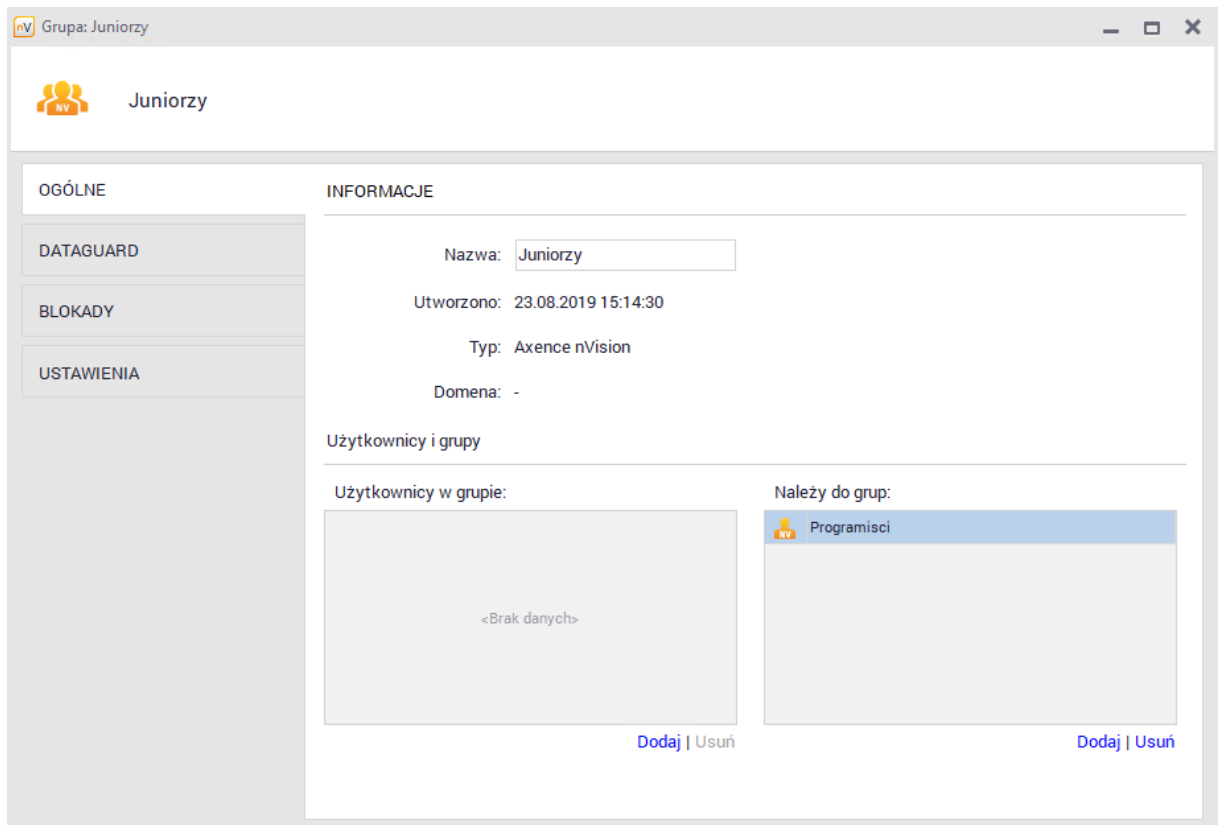 nV Grupa: Juniorzy
NV Juniorzy
OGÓLNE
DATAGUARD
BLOKADY
USTAWIENIA
INFORMACJE
Nazwa: Juniorzy
Utworzono: 23.08.2019 15:14:30
Typ: Axence nVision
Domena: -
Użytkownicy i grupy
Użytkownicy w grupie:
<Brak danych>
Dodaj | Usuń
Należy do grup:
NV Programisci
Dodaj | Usuń